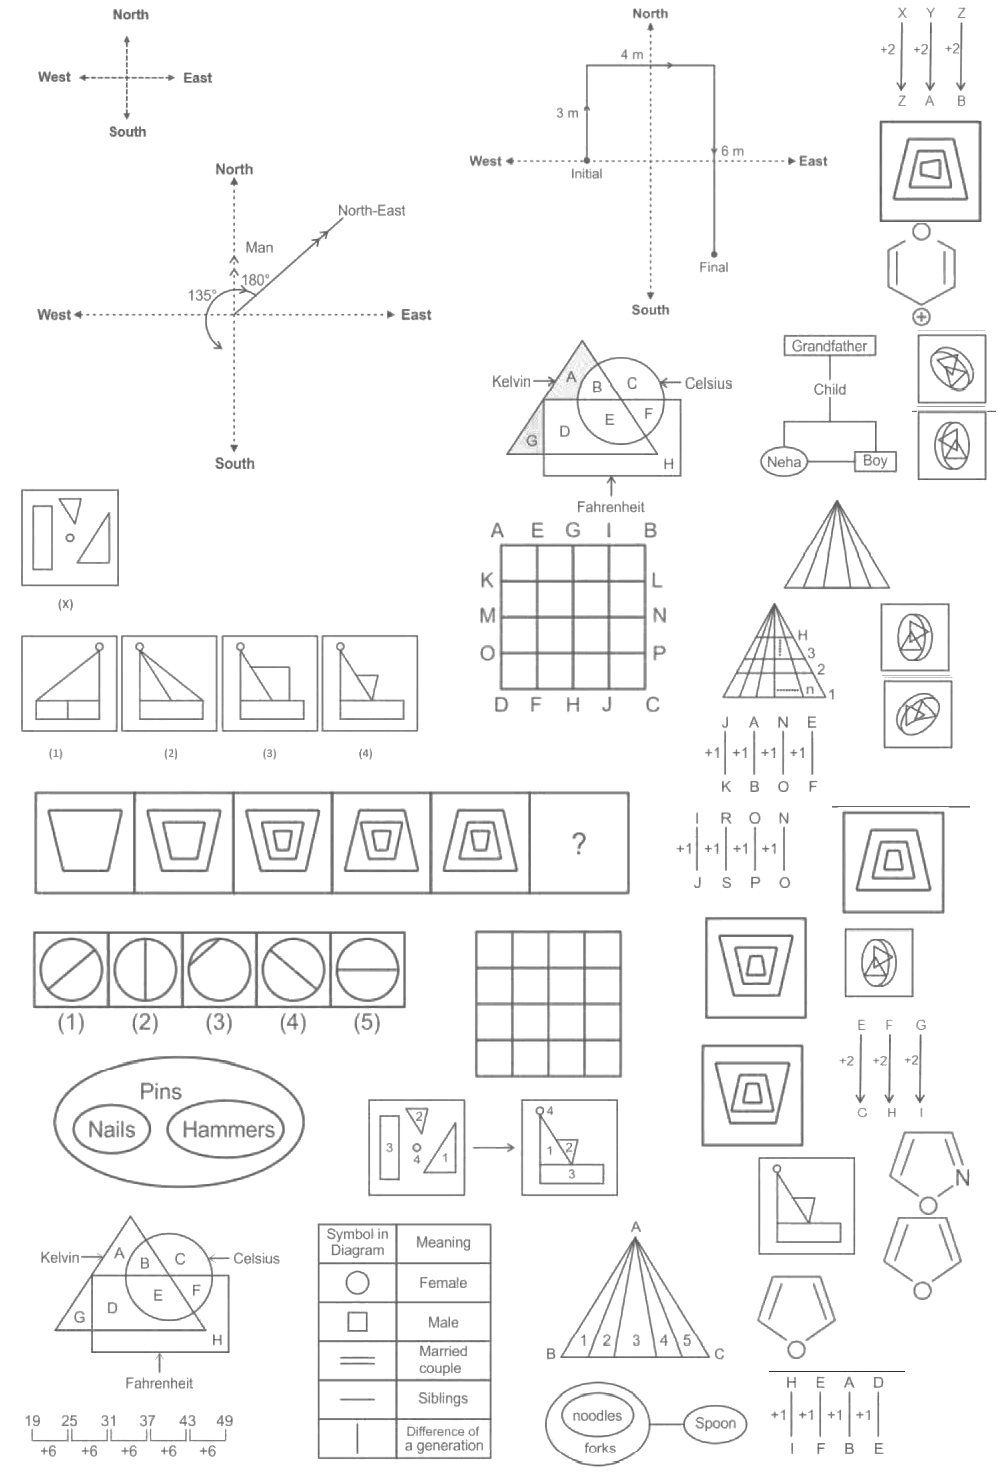 North
West East
South
North
North-East
Man
180°
135°
West East
South
North
4 m
3 m
6 m
West East
Initial
Final
South
X Y Z
+2 +2 +2
Z A B
Kelvin A B C Celsius
D E F
G H
Fahrenheit
Grandfather
Child
Neha Boy
(X)
(1) (2) (3) (4)
A E G I B
K L
M N
O P
D F H J C
H
3
2
n 1
J A N E
+1 +1 +1 +1
K B O F
I R O N
+1 +1 +1 +1
J S P O
?
(1) (2) (3) (4) (5)
Pins
Nails Hammers
3 2 4 1
4
1 2
3
E F G
+2 +2 +2
G H I
N
Kelvin A B C Celsius
D E F
G H
Fahrenheit
19 25 31 37 43 49
+6 +6 +6 +6 +6
Symbol in
Diagram
Meaning
Female
Male
Married
couple
Siblings
Difference of
a generation
A
1 2 3 4 5
B C
noodles
forks
Spoon
H E A D
+1 +1 +1 +1
I F B E